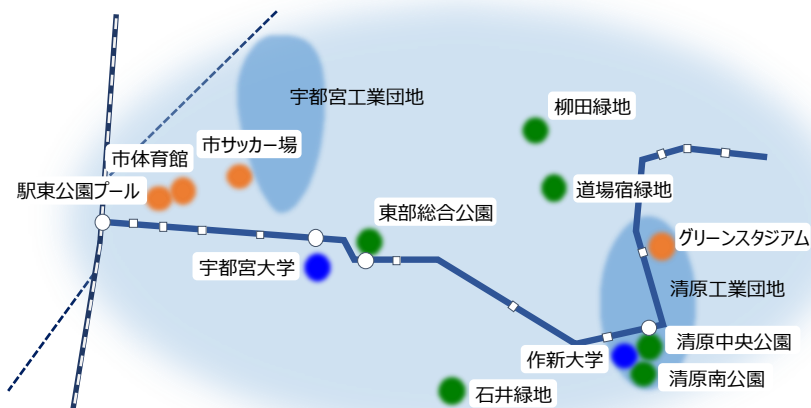 宇都宮工業団地
柳田緑地
市サッカー場
市体育館
駅東公園プール
道場宿緑地
東部総合公園
グリーンスタジアム
宇都宮大学
清原工業団地
清原中央公園
作新大学
清原南公園
石井緑地